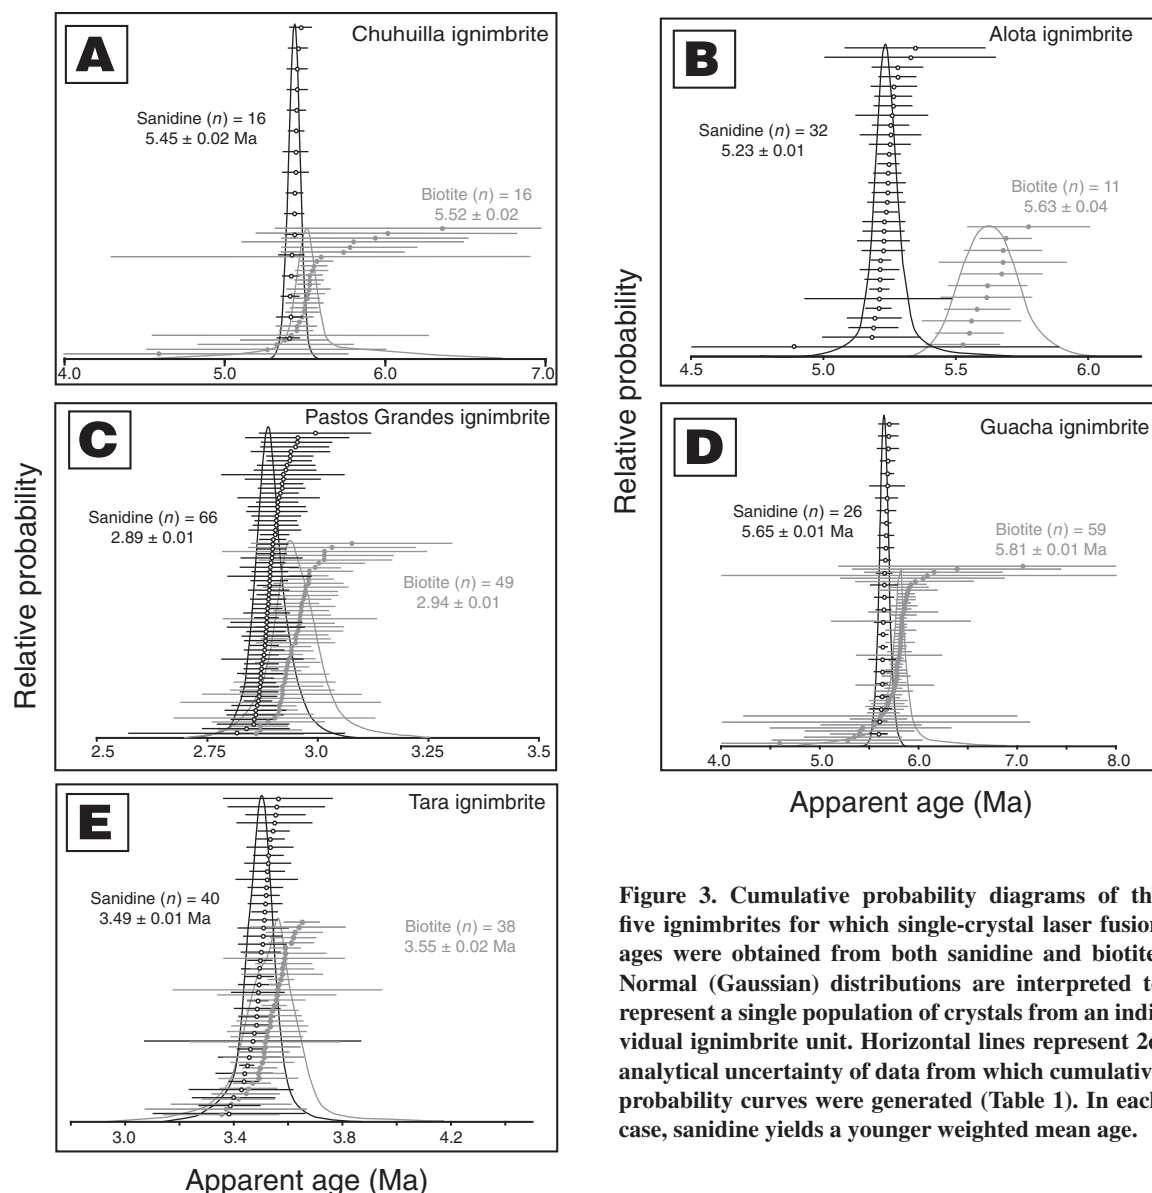 A
Chuhuilla ignimbrite
Sanidine (n) = 16
5.45 ± 0.02 Ma
Biotite (n) = 16
5.52 ± 0.02
4.0 5.0 6.0 7.0
B
Alota ignimbrite
Sanidine (n) = 32
5.23 ± 0.01
Biotite (n) = 11
5.63 ± 0.04
4.5 5.0 5.5 6.0
Relative probability
C
Pastos Grandes ignimbrite
Sanidine (n) = 66
2.89 ± 0.01
Biotite (n) = 49
2.94 ± 0.01
2.5 2.75 3.0 3.25 3.5
Relative probability
D
Guacha ignimbrite
Sanidine (n) = 26
5.65 ± 0.01 Ma
Biotite (n) = 59
5.81 ± 0.01 Ma
4.0 5.0 6.0 7.0 8.0
Apparent age (Ma)
E
Tara ignimbrite
Sanidine (n) = 40
3.49 ± 0.01 Ma
Biotite (n) = 38
3.55 ± 0.02 Ma
3.0 3.4 3.8 4.2
Apparent age (Ma)
Figure 3. Cumulative probability diagrams of th
five ignimbrites for which single-crystal laser fusion
ages were obtained from both sanidine and biotite
Normal (Gaussian) distributions are interpreted t
represent a single population of crystals from an indi
vidual ignimbrite unit. Horizontal lines represent 2σ
analytical uncertainty of data from which cumulativ
probability curves were generated (Table 1). In each
case, sanidine yields a younger weighted mean age.